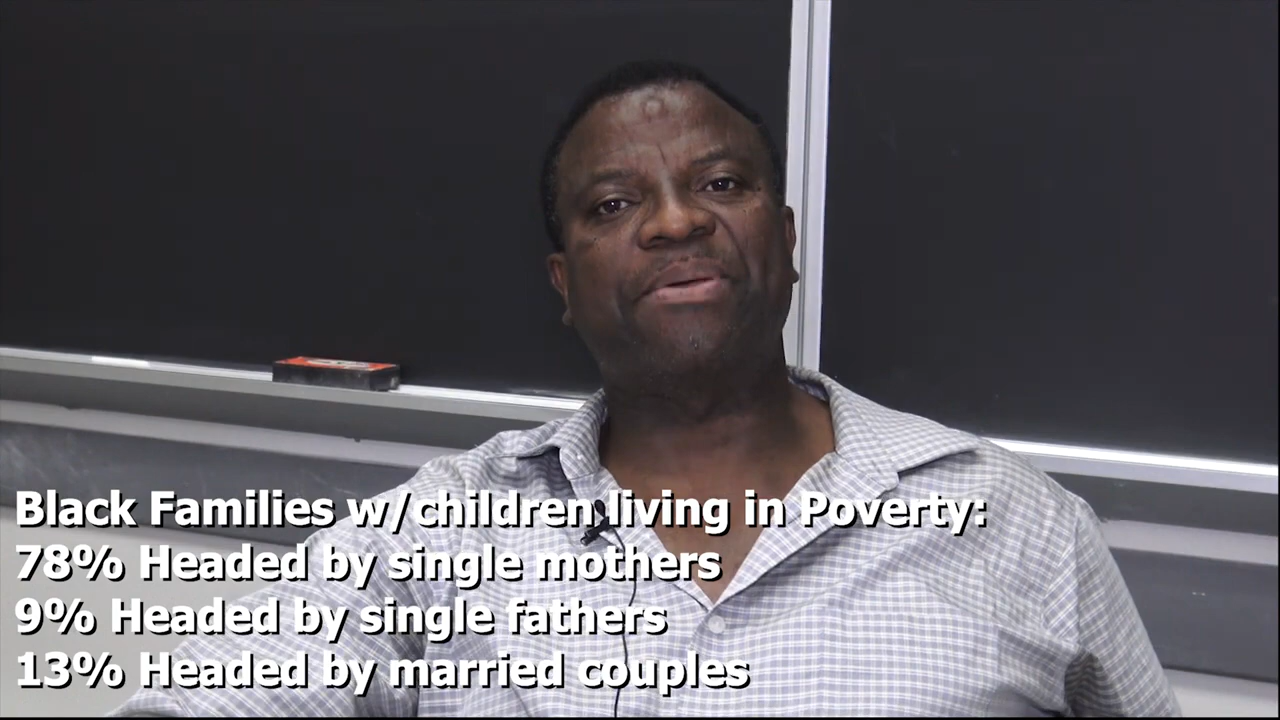 Black Families w/children living in Poverty:
78% Headed by single mothers
9% Headed by single fathers
13% Headed by married couples